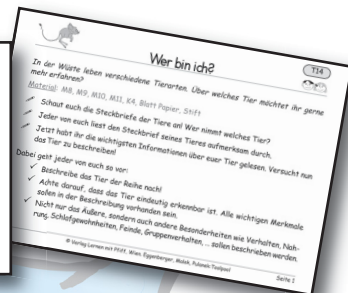 Wer bin ich?
T14
In der Wüste leben verschiedene Tierarten. Über welches Tier möchtet ihr gerne
mehr erfahren?
Material: M8, M9, M10, M11, K4, Blatt Papier, Stift
Schaut euch die Steckbriefe der Tiere an! Wer nimmt welches Tier?
Jeder von euch liest den Steckbrief seines Tieres aufmerksam durch.
Jetzt habt ihr die wichtigsten Informationen über euer Tier gelesen. Versucht nun
das Tier zu beschreiben!
Dabei geht jeder von euch so vor:
✓ Beschreibe das Tier der Reihe nach!
✓ Achte darauf, dass das Tier eindeutig erkennbar ist. Alle wichtigen Merkmale
sollen in der Beschreibung vorhanden sein.
✓ Nicht nur das Äußere, sondern auch andere Besonderheiten wie Verhalten, Nah-
rung, Schlafgewohnheiten, Feinde, Gruppenverhalten, ... sollen beschrieben werden.
© Verlag Lernen mit Pfiff, Wien; Eggenberger, Malek, Polansky, Toolpool
Seite 1